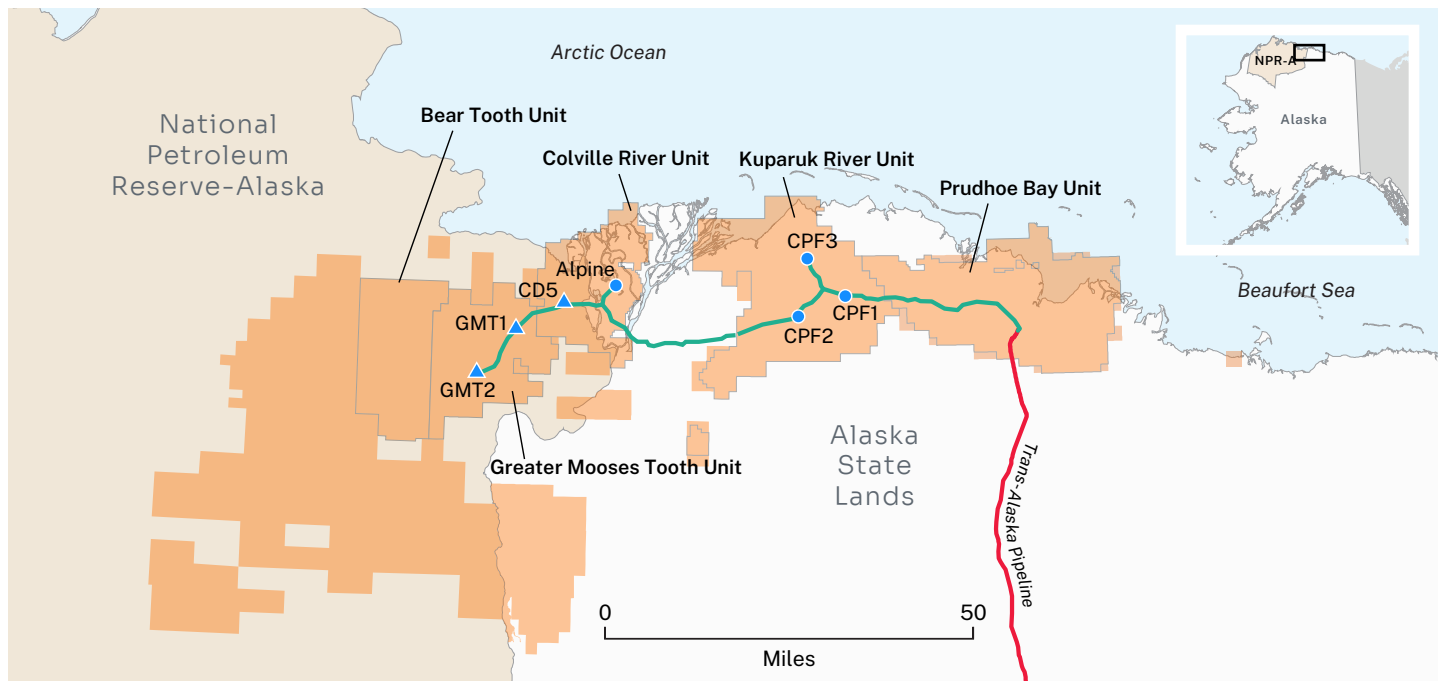 Arctic Ocean
NPR-A
Alaska
National
Petroleum
Reserve-Alaska
Bear Tooth Unit
Colville River Unit
Kuparuk River Unit
Prudhoe Bay Unit
CPF3
Alpine
CD5
Beaufort Sea
CPF1
GMT1
CPF2
GMT2
Alaska
State
Lands
Greater Mooses Tooth Unit
Trans-Alaska Pipeline
0
50
Miles